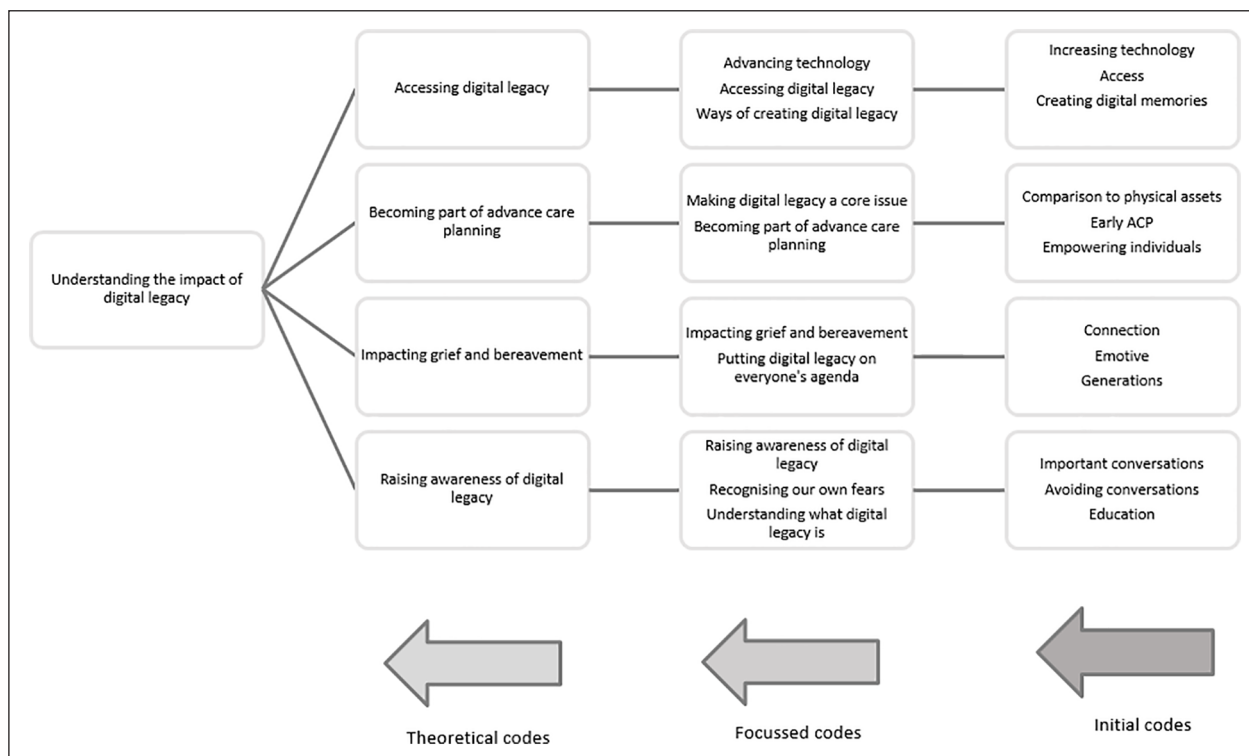 Understanding the impact of
digital legacy
Accessing digital legacy
Advancing technology
Accessing digital legacy
Ways of creating digital legacy
Increasing technology
Access
Creating digital memories
Becoming part of advance care
planning
Making digital legacy a core issue
Becoming part of advance care
planning
Comparison to physical assets
Early ACP
Empowering individuals
Impacting grief and bereavement
Impacting grief and bereavement
Putting digital legacy on
everyone's agenda
Connection
Emotive
Generations
Raising awareness of digital
legacy
Raising awareness of digital
legacy
Recognising our own fears
Understanding what digital
legacy is
Important conversations
Avoiding conversations
Education
Theoretical codes
Focussed codes
Initial codes